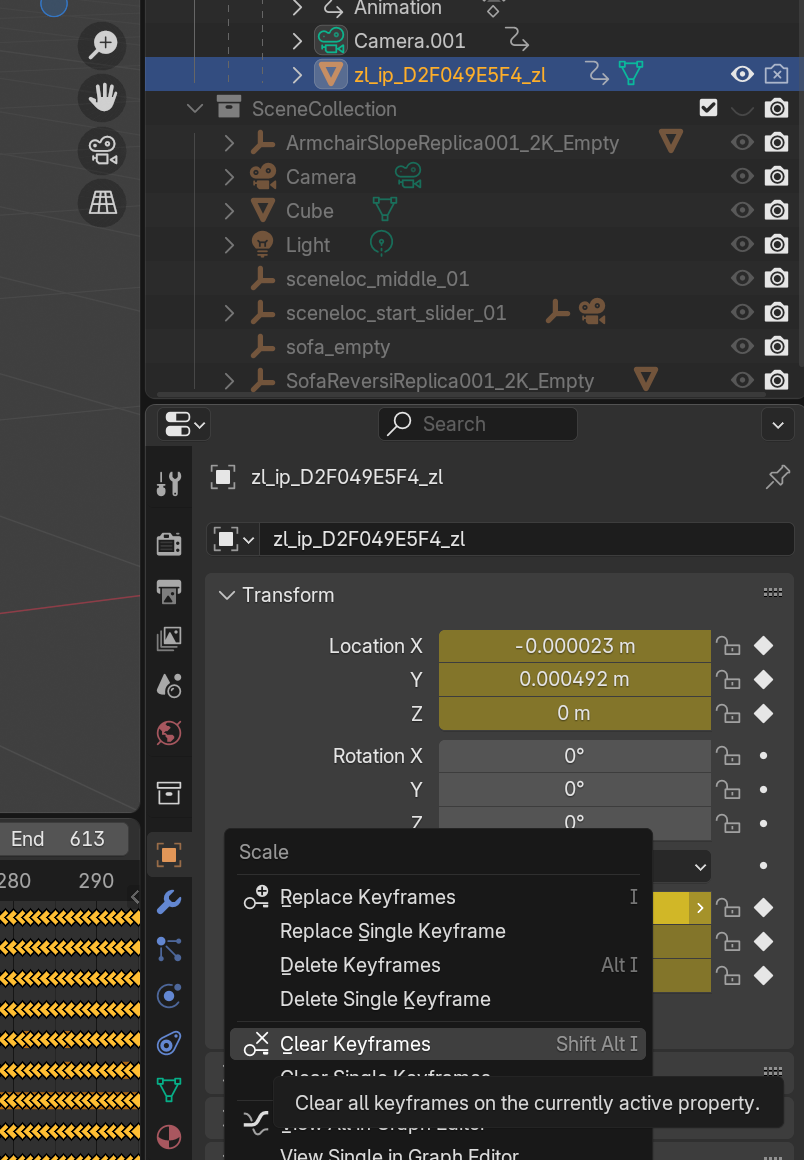 Animation
Camera.001
zl_ip_D2F049E5F4_zl
SceneCollection
ArmchairSlopeReplica001_2K_Empty
Camera
Cube
Light
sceneloc_middle_01
sceneloc_start_slider_01
sofa_empty
SofaReversiReplica001_2K_Empty
Search
zl_ip_D2F049E5F4_zl
zl_ip_D2F049E5F4_zl
Transform
Location X -0.000023 m
Y 0.000492 m
Z 0 m
Rotation X 0°
Y 0°
Z 0°
End 613
280 290
Scale
Replace Keyframes I
Replace Single Keyframe
Delete Keyframes Alt I
Delete Single Keyframe
Clear Keyframes Shift Alt I
Clear Single Keyframes
Clear all keyframes on the currently active property.
View All in Graph Editor
View Single in Graph Editor